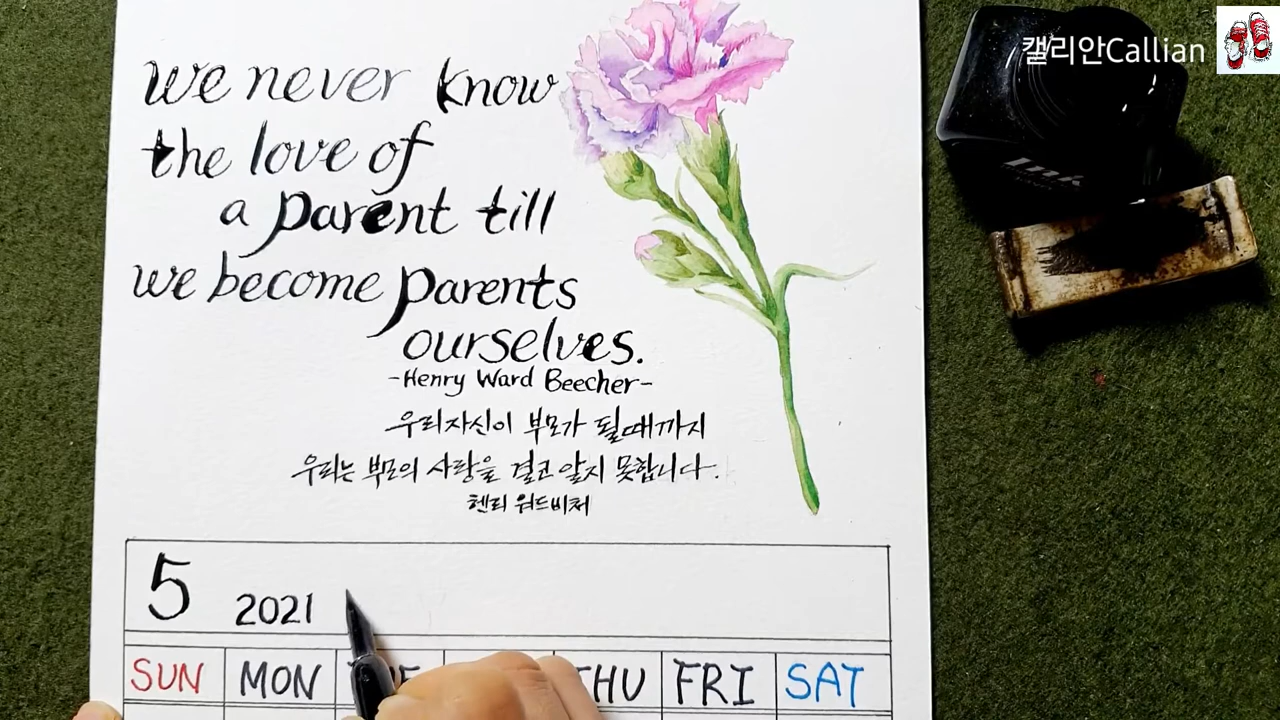 캘리안Callian
we never know
the love of
a parent till
we become parents
ourselves.
-Henry Ward Beecher-
우리자신이 부모가 될때까지
우리는 부모의 사랑을 결코 알지 못합니다.
헨리 워드비처
Ink
5 2021
SUN MON THU FRI SAT